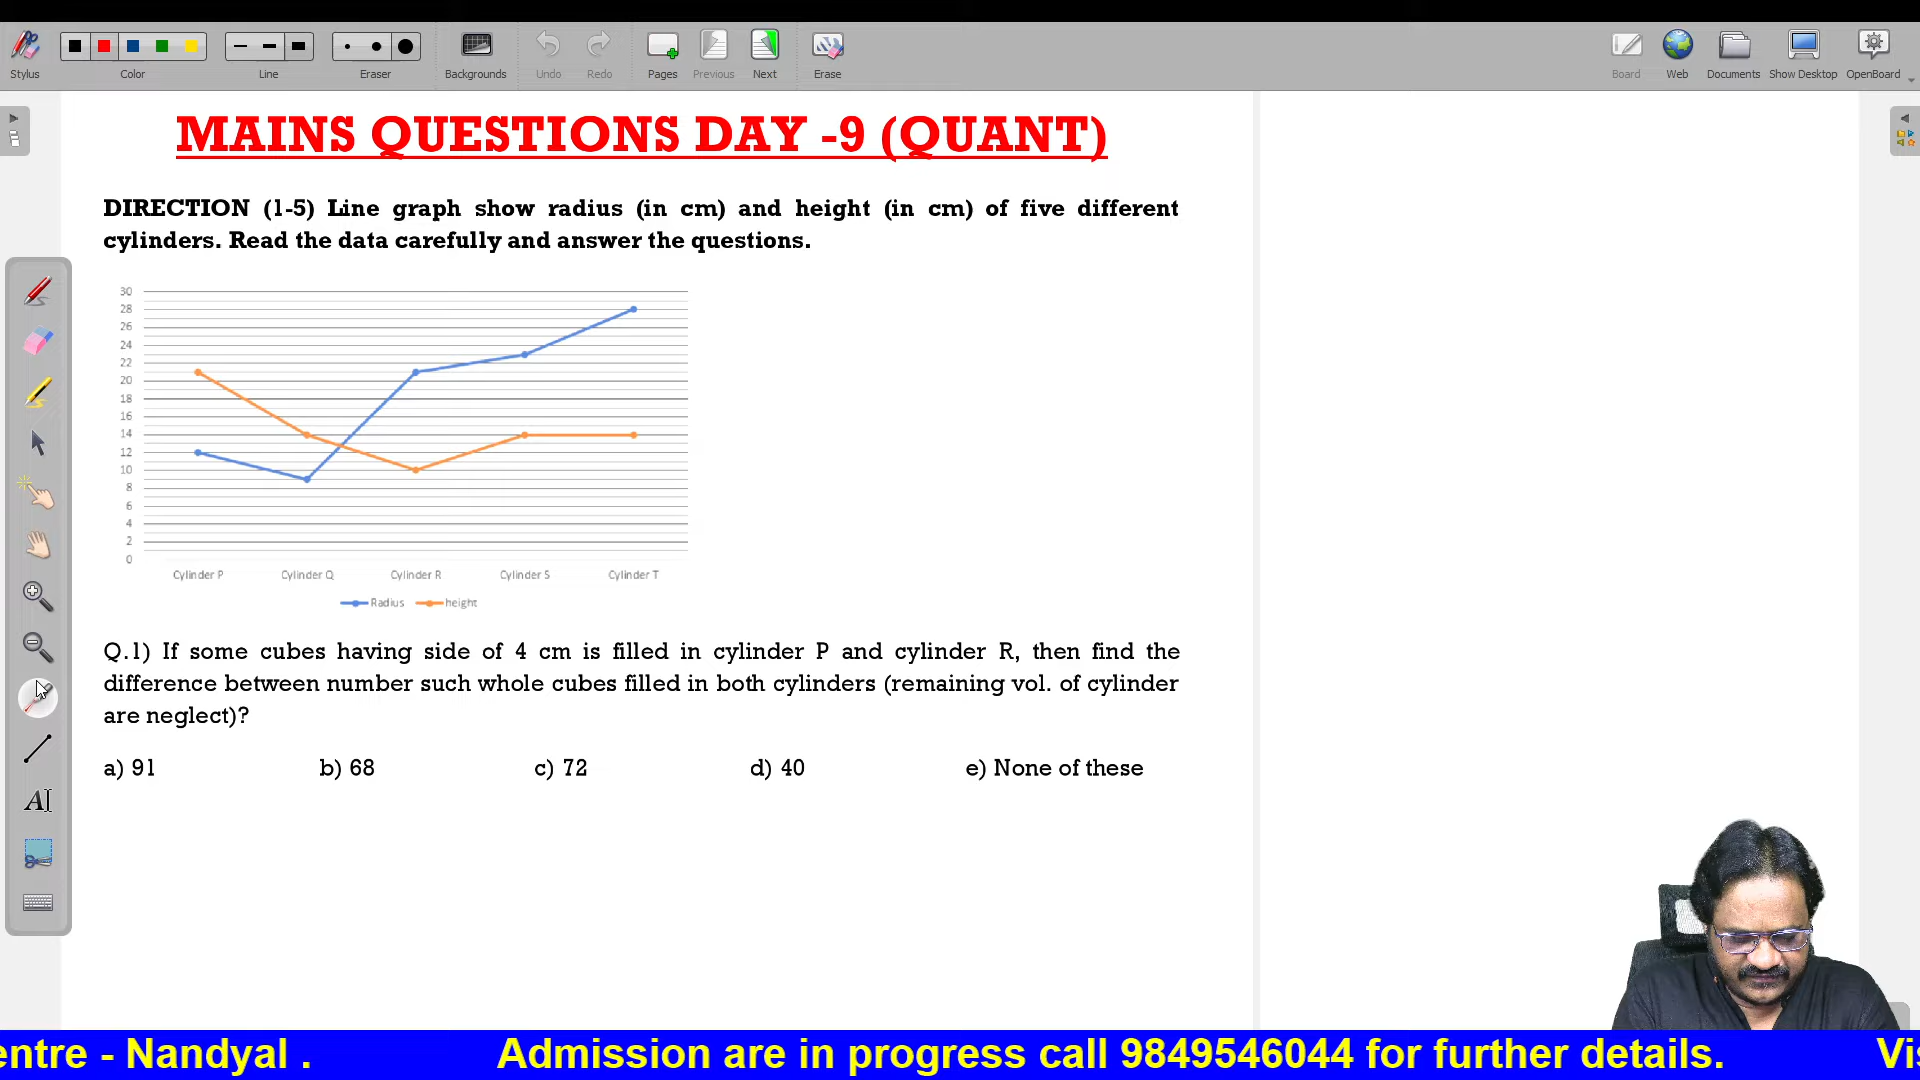 Stylus
Color
Line
Eraser
Backgrounds
Undo
Redo
Pages
Previous
Next
Erase
Board
Web
Documents
Show Desktop
OpenBoard
MAINS QUESTIONS DAY -9 (QUANT)
DIRECTION (1-5) Line graph show radius (in cm) and height (in cm) of five different
cylinders. Read the data carefully and answer the questions.
30
28
26
24
22
20
18
16
14
12
10
8
6
4
2
0
Cylinder P Cylinder Q Cylinder R Cylinder S Cylinder T
Radius height
Q.1) If some cubes having side of 4 cm is filled in cylinder P and cylinder R, then find the
difference between number such whole cubes filled in both cylinders (remaining vol. of cylinder
are neglect)?
a) 91 b) 68 c) 72 d) 40 e) None of these
entre - Nandyal . Admission are in progress call 9849546044 for further details. Vis